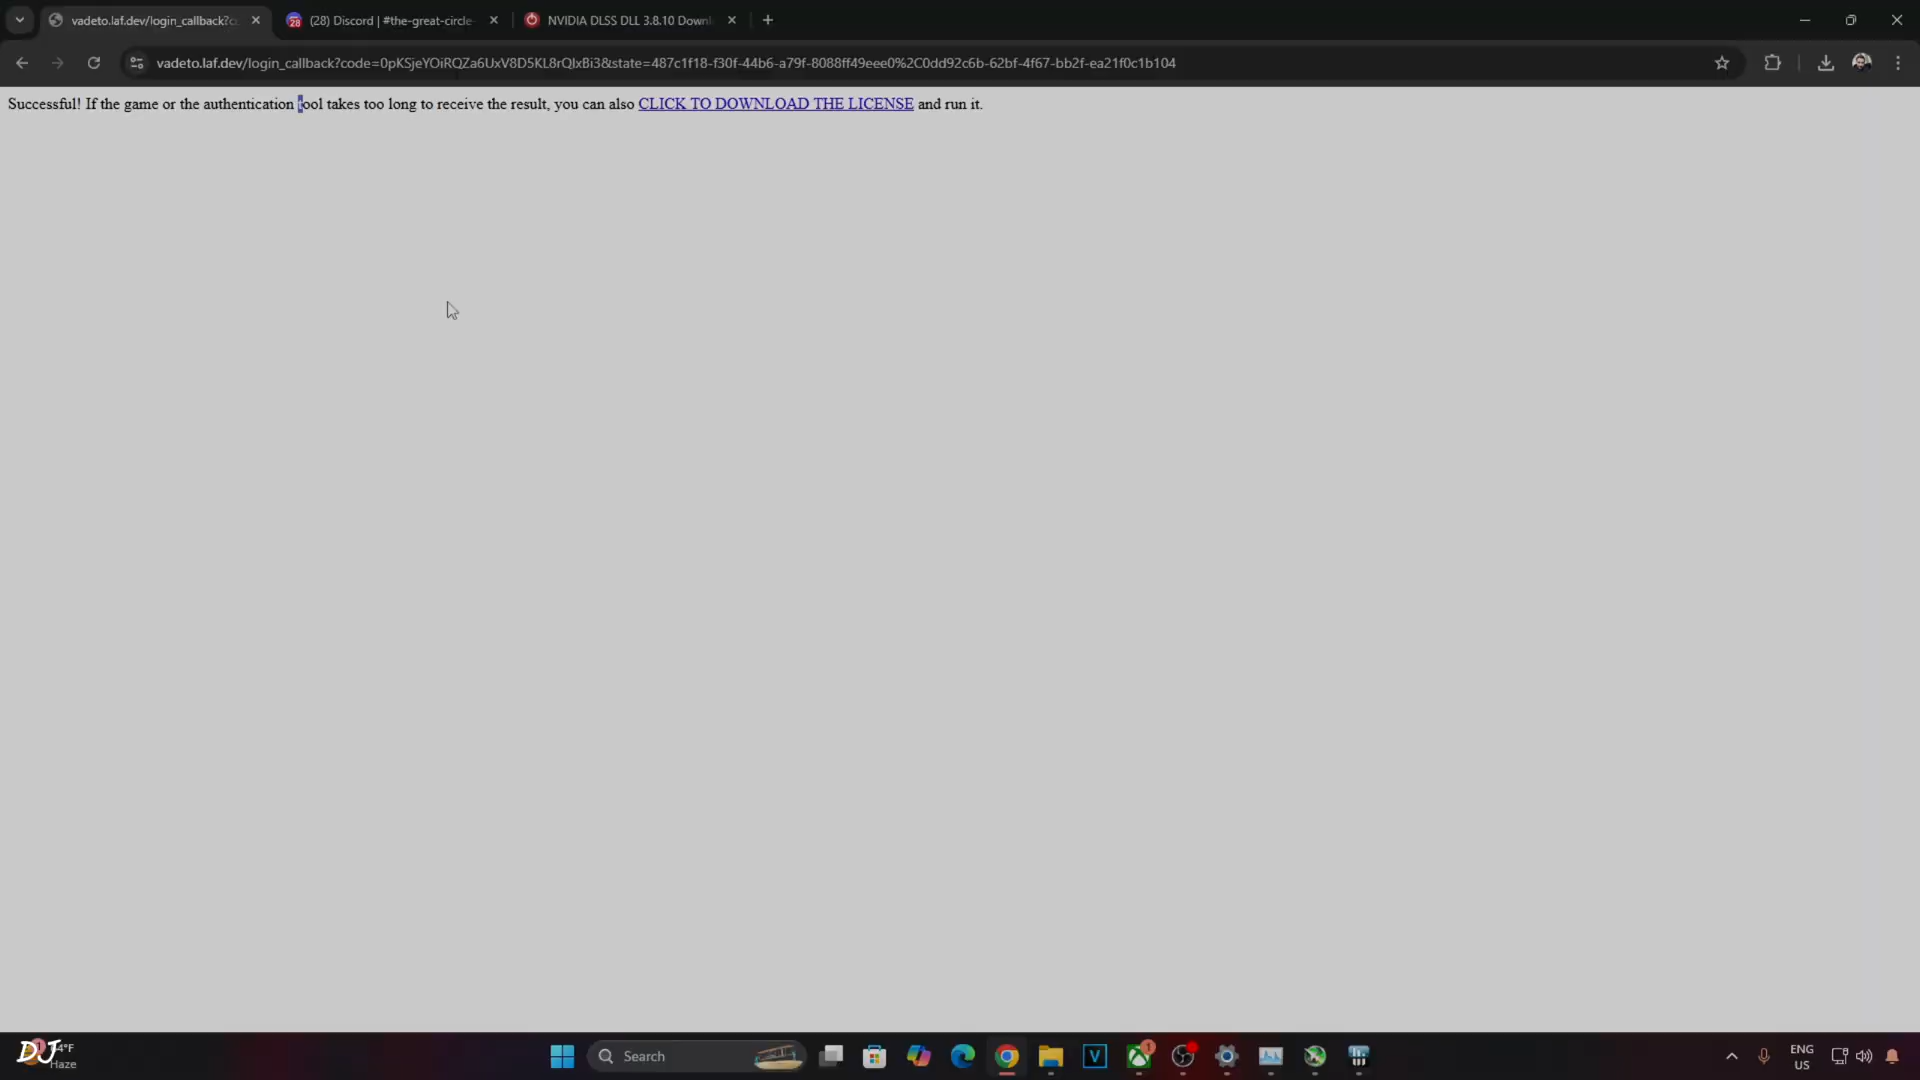 vadeto.laf.dev/login_callback?c
28
(28) Discord | #the-great-circle-
NVIDIA DLSS DLL 3.8.10 Downl
vadeto.laf.dev/login_callback?code=0pKSjeYOiRQZa6UxV8D5KL8rQlxBi3&state=487c1f18-f30f-44b6-a79f-8088ff49eee0%2C0dd92c6b-62bf-4f67-bb2f-ea21f0c1b104
Successful! If the game or the authentication tool takes too long to receive the result, you can also CLICK TO DOWNLOAD THE LICENSE and run it.
DJ
Haze
Search
V
1
ENG
US